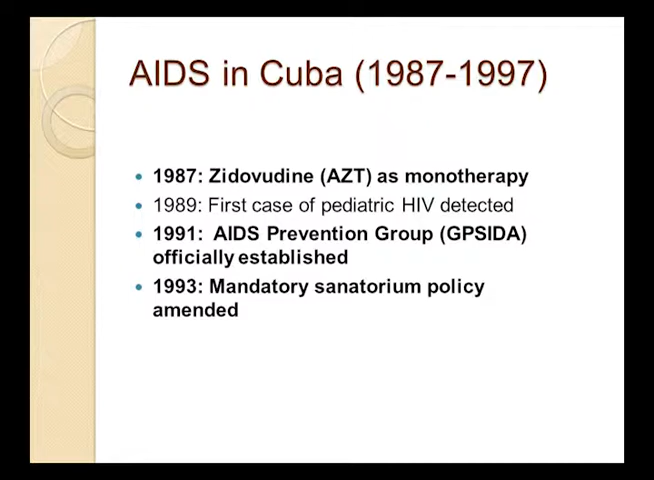 AIDS in Cuba (1987-1997)
• 1987: Zidovudine (AZT) as monotherapy
• 1989: First case of pediatric HIV detected
• 1991: AIDS Prevention Group (GPSIDA)
officially established
• 1993: Mandatory sanatorium policy
amended